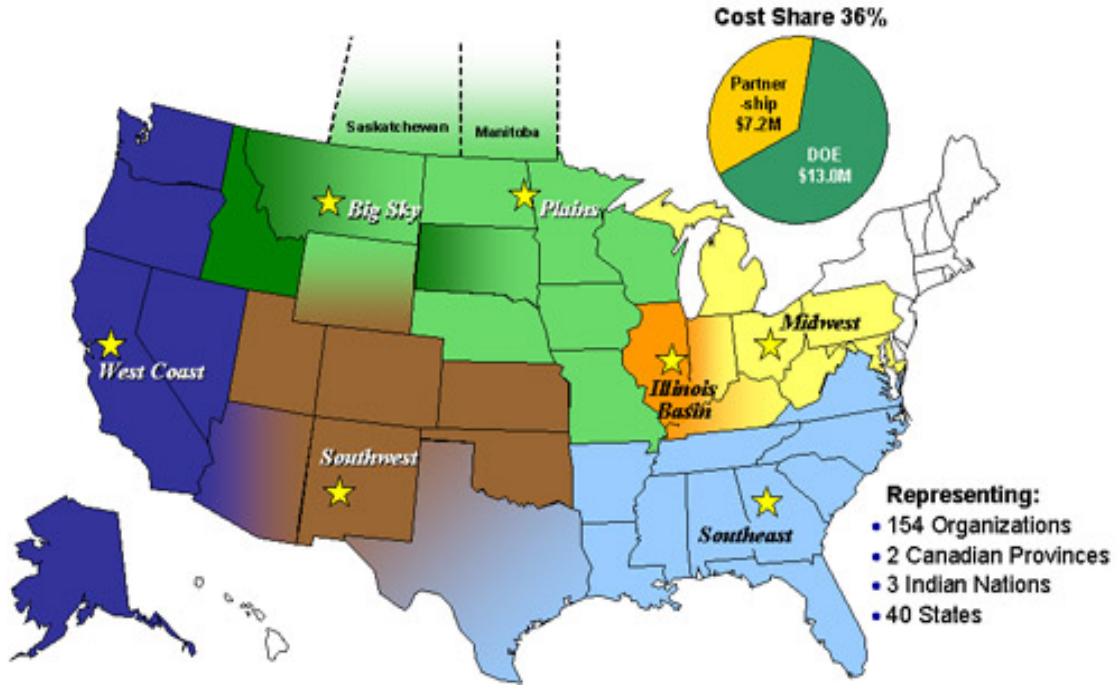 Cost Share 36%
Partner
-ship
$7.2M
DOE
$13.0M
Saskatchewan
Manitoba
Big Sky
Plains
Midwest
West Coast
Illinois
Basin
Southwest
Southeast
Representing:
• 154 Organizations
• 2 Canadian Provinces
• 3 Indian Nations
• 40 States